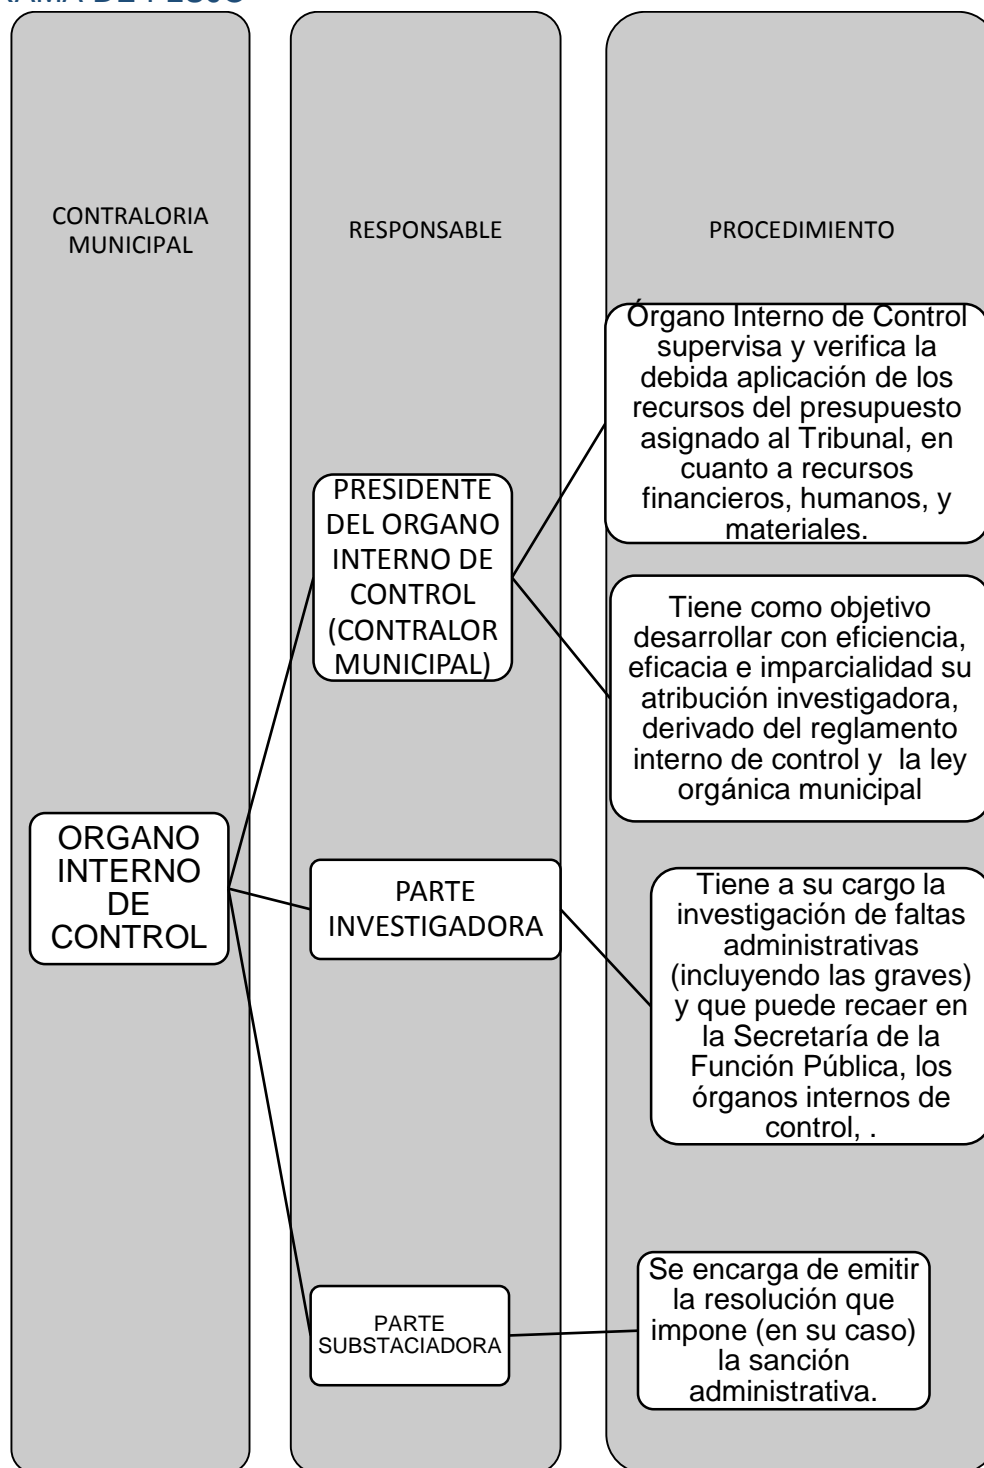 CONTRALORIA
MUNICIPAL
RESPONSABLE
PROCEDIMIENTO
ORGANO
INTERNO
DE
CONTROL
PRESIDENTE
DEL ORGANO
INTERNO DE
CONTROL
(CONTRALOR
MUNICIPAL)
Órgano Interno de Control
supervisa y verifica la
debida aplicación de los
recursos del presupuesto
asignado al Tribunal, en
cuanto a recursos
financieros, humanos, y
materiales.
Tiene como objetivo
desarrollar con eficiencia,
eficacia e imparcialidad su
atribución investigadora,
derivado del reglamento
interno de control y  la ley
orgánica municipal
PARTE
INVESTIGADORA
Tiene a su cargo la
investigación de faltas
administrativas
(incluyendo las graves)
y que puede recaer en
la Secretaría de la
Función Pública, los
órganos internos de
control, .
PARTE
SUBSTACIADORA
Se encarga de emitir
la resolución que
impone (en su caso)
la sanción
administrativa.